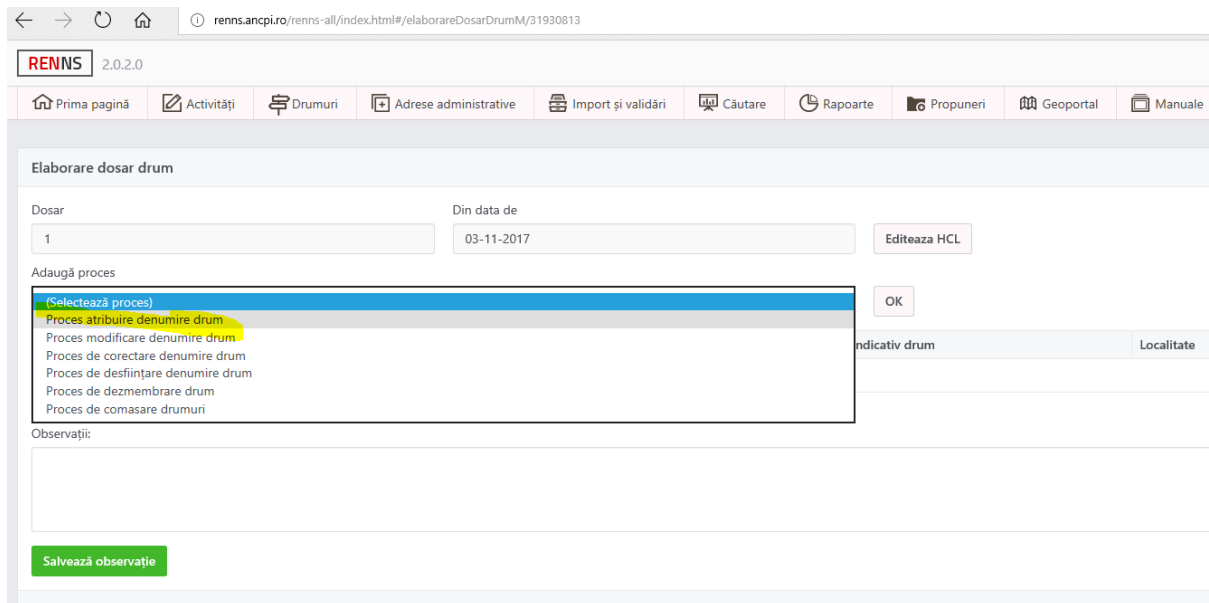 renns.ancpi.ro/renns-all/index.html#/elaborareDosarDrumM/31930813
RENNS 2.0.2.0
Prima pagină Activități Drumuri Adrese administrative Import și validări Căutare Rapoarte Propuneri Geoportal Manuale
Elaborare dosar drum
Dosar Din data de
1 03-11-2017 Editeaza HCL
Adaugă proces
(Selectează proces) OK
Proces atribuire denumire drum
Proces modificare denumire drum
ndicativ drum Localitate
Proces de corectare denumire drum
Proces de desființare denumire drum
Proces de dezmembrare drum
Proces de comasare drumuri
Observații:
Salvează observație